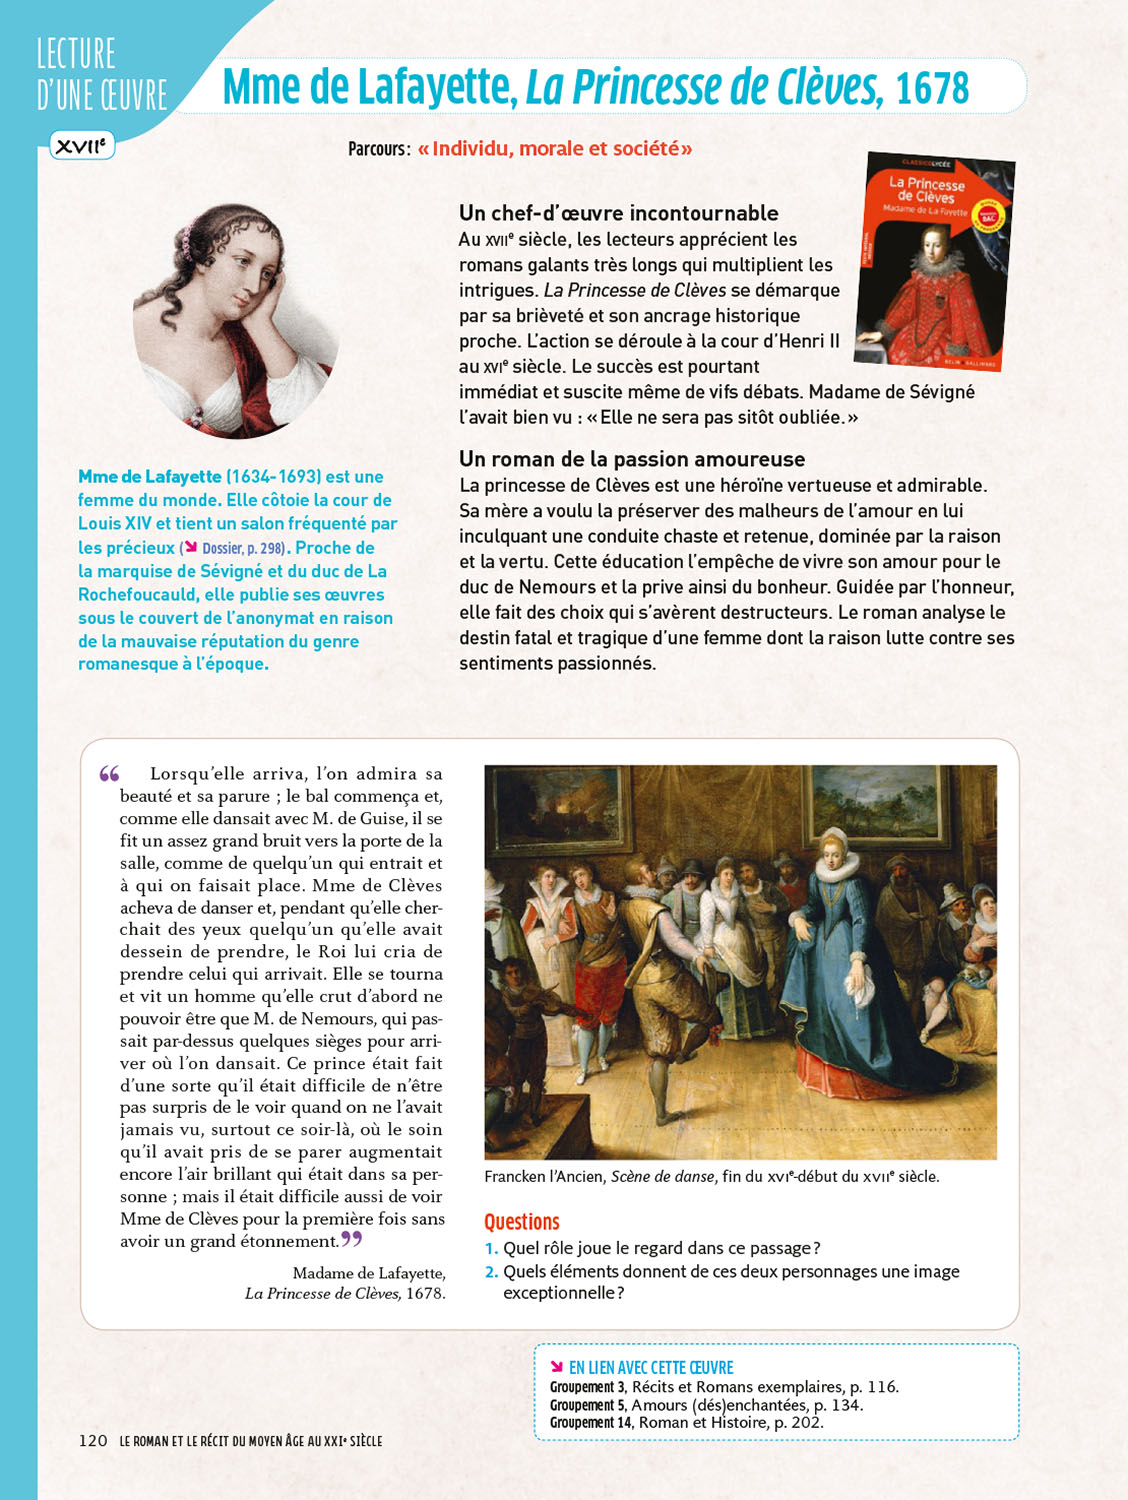 LECTURE
D'UNE ŒUVRE
XVIIe
Mme de Lafayette, La Princesse de Clèves, 1678
Parcours : « Individu, morale et société »
CLASSICOLYCÉE
La Princesse
de Clèves
Madame de La Fayette
BAC
BELIN • GALLIMARD
Mme de Lafayette (1634-1693) est une
femme du monde. Elle côtoie la cour de
Louis XIV et tient un salon fréquenté par
les précieux (➘ Dossier, p. 298). Proche de
la marquise de Sévigné et du duc de La
Rochefoucauld, elle publie ses œuvres
sous le couvert de l'anonymat en raison
de la mauvaise réputation du genre
romanesque à l'époque.
Un chef-d'œuvre incontournable
Au XVIIe siècle, les lecteurs apprécient les
romans galants très longs qui multiplient les
intrigues. La Princesse de Clèves se démarque
par sa brièveté et son ancrage historique
proche. L'action se déroule à la cour d'Henri II
au XVIe siècle. Le succès est pourtant
immédiat et suscite même de vifs débats. Madame de Sévigné
l'avait bien vu : « Elle ne sera pas sitôt oubliée. »
Un roman de la passion amoureuse
La princesse de Clèves est une héroïne vertueuse et admirable.
Sa mère a voulu la préserver des malheurs de l'amour en lui
inculquant une conduite chaste et retenue, dominée par la raison
et la vertu. Cette éducation l'empêche de vivre son amour pour le
duc de Nemours et la prive ainsi du bonheur. Guidée par l'honneur,
elle fait des choix qui s'avèrent destructeurs. Le roman analyse le
destin fatal et tragique d'une femme dont la raison lutte contre ses
sentiments passionnés.
“ Lorsqu'elle arriva, l'on admira sa
beauté et sa parure ; le bal commença et,
comme elle dansait avec M. de Guise, il se
fit un assez grand bruit vers la porte de la
salle, comme de quelqu'un qui entrait et
à qui on faisait place. Mme de Clèves
acheva de danser et, pendant qu'elle cher-
chait des yeux quelqu'un qu'elle avait
dessein de prendre, le Roi lui cria de
prendre celui qui arrivait. Elle se tourna
et vit un homme qu'elle crut d'abord ne
pouvoir être que M. de Nemours, qui pas-
sait par-dessus quelques sièges pour arri-
ver où l'on dansait. Ce prince était fait
d'une sorte qu'il était difficile de n'être
pas surpris de le voir quand on ne l'avait
jamais vu, surtout ce soir-là, où le soin
qu'il avait pris de se parer augmentait
encore l'air brillant qui était dans sa per-
sonne ; mais il était difficile aussi de voir
Mme de Clèves pour la première fois sans
avoir un grand étonnement.”
Madame de Lafayette,
La Princesse de Clèves, 1678.
Francken l'Ancien, Scène de danse, fin du XVIe-début du XVIIe siècle.
Questions
1. Quel rôle joue le regard dans ce passage ?
2. Quels éléments donnent de ces deux personnages une image
exceptionnelle ?
➘ EN LIEN AVEC CETTE ŒUVRE
Groupement 3, Récits et Romans exemplaires, p. 116.
Groupement 5, Amours (dés)enchantées, p. 134.
Groupement 14, Roman et Histoire, p. 202.
120 LE ROMAN ET LE RÉCIT DU MOYEN ÂGE AU XXIe SIÈCLE